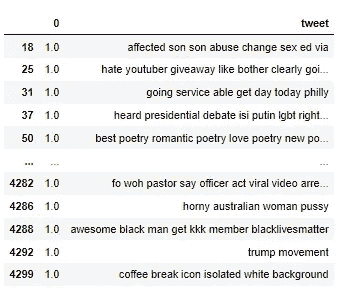 0 tweet
18 1.0 affected son son abuse change sex ed via
25 1.0 hate youtuber giveaway like bother clearly goi...
31 1.0 going service able get day today philly
37 1.0 heard presidential debate isi putin lgbt right...
50 1.0 best poetry romantic poetry love poetry new po...
... ... ...
4282 1.0 fo woh pastor say officer act viral video arre...
4286 1.0 horny australian woman pussy
4288 1.0 awesome black man get kkk member blacklivesmatter
4292 1.0 trump movement
4299 1.0 coffee break icon isolated white background